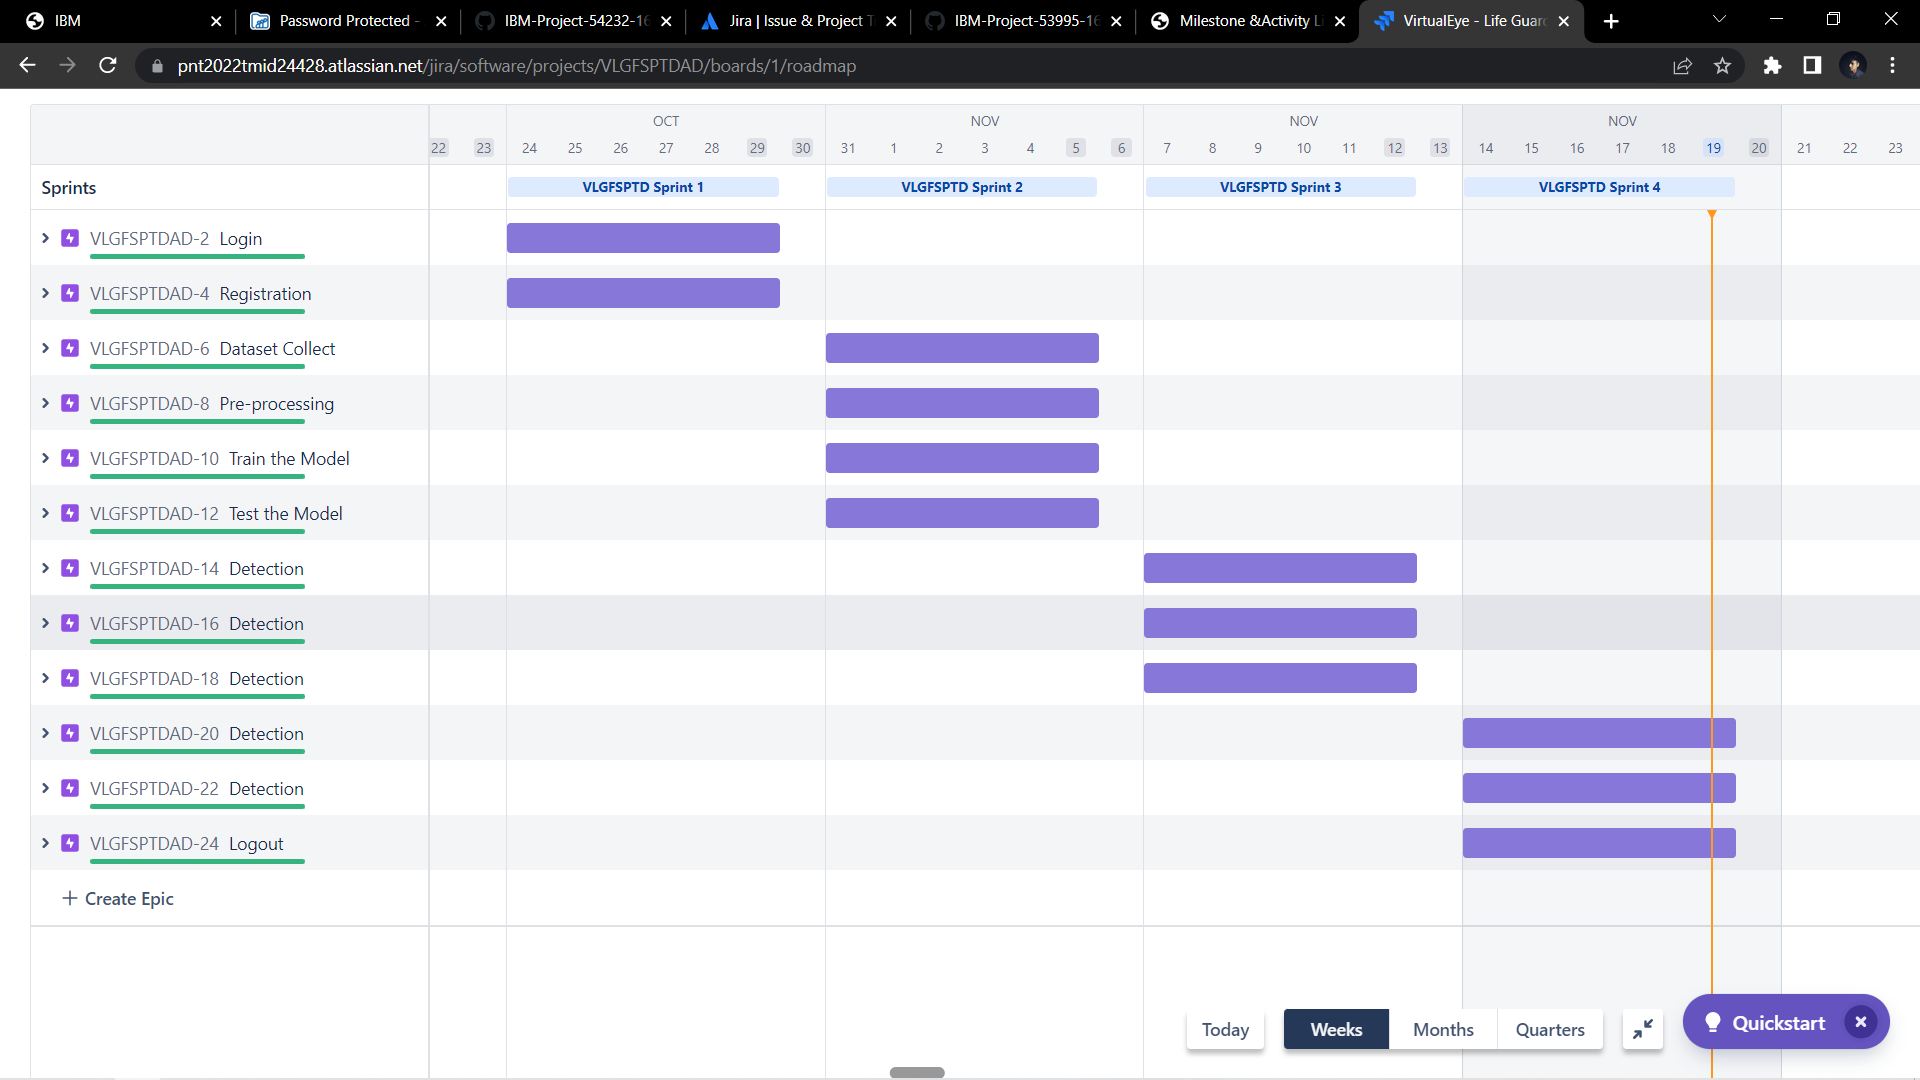 IBM
Password Protected -
IBM-Project-54232-16
Jira | Issue & Project T
IBM-Project-53995-16
Milestone &Activity Li
VirtualEye - Life Guard
pnt2022tmid24428.atlassian.net/jira/software/projects/VLGFSPTDAD/boards/1/roadmap
OCT NOV NOV NOV
22 23 24 25 26 27 28 29 30 31 1 2 3 4 5 6 7 8 9 10 11 12 13 14 15 16 17 18 19 20 21 22 23
Sprints VLGFSPTD Sprint 1 VLGFSPTD Sprint 2 VLGFSPTD Sprint 3 VLGFSPTD Sprint 4
VLGFSPTDAD-2 Login
VLGFSPTDAD-4 Registration
VLGFSPTDAD-6 Dataset Collect
VLGFSPTDAD-8 Pre-processing
VLGFSPTDAD-10 Train the Model
VLGFSPTDAD-12 Test the Model
VLGFSPTDAD-14 Detection
VLGFSPTDAD-16 Detection
VLGFSPTDAD-18 Detection
VLGFSPTDAD-20 Detection
VLGFSPTDAD-22 Detection
VLGFSPTDAD-24 Logout
+ Create Epic
Today Weeks Months Quarters Quickstart